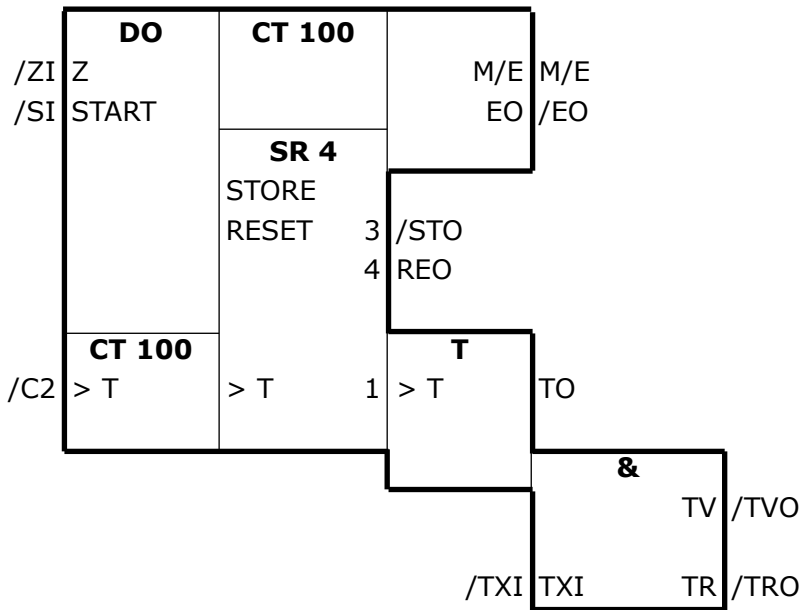 DO CT 100
/ZI Z M/E M/E
/SI START EO /EO
SR 4
STORE
RESET 3 /STO
4 REO
CT 100 T
/C2 > T > T 1 > T TO
&
TV /TVO
/TXI TXI TR /TRO